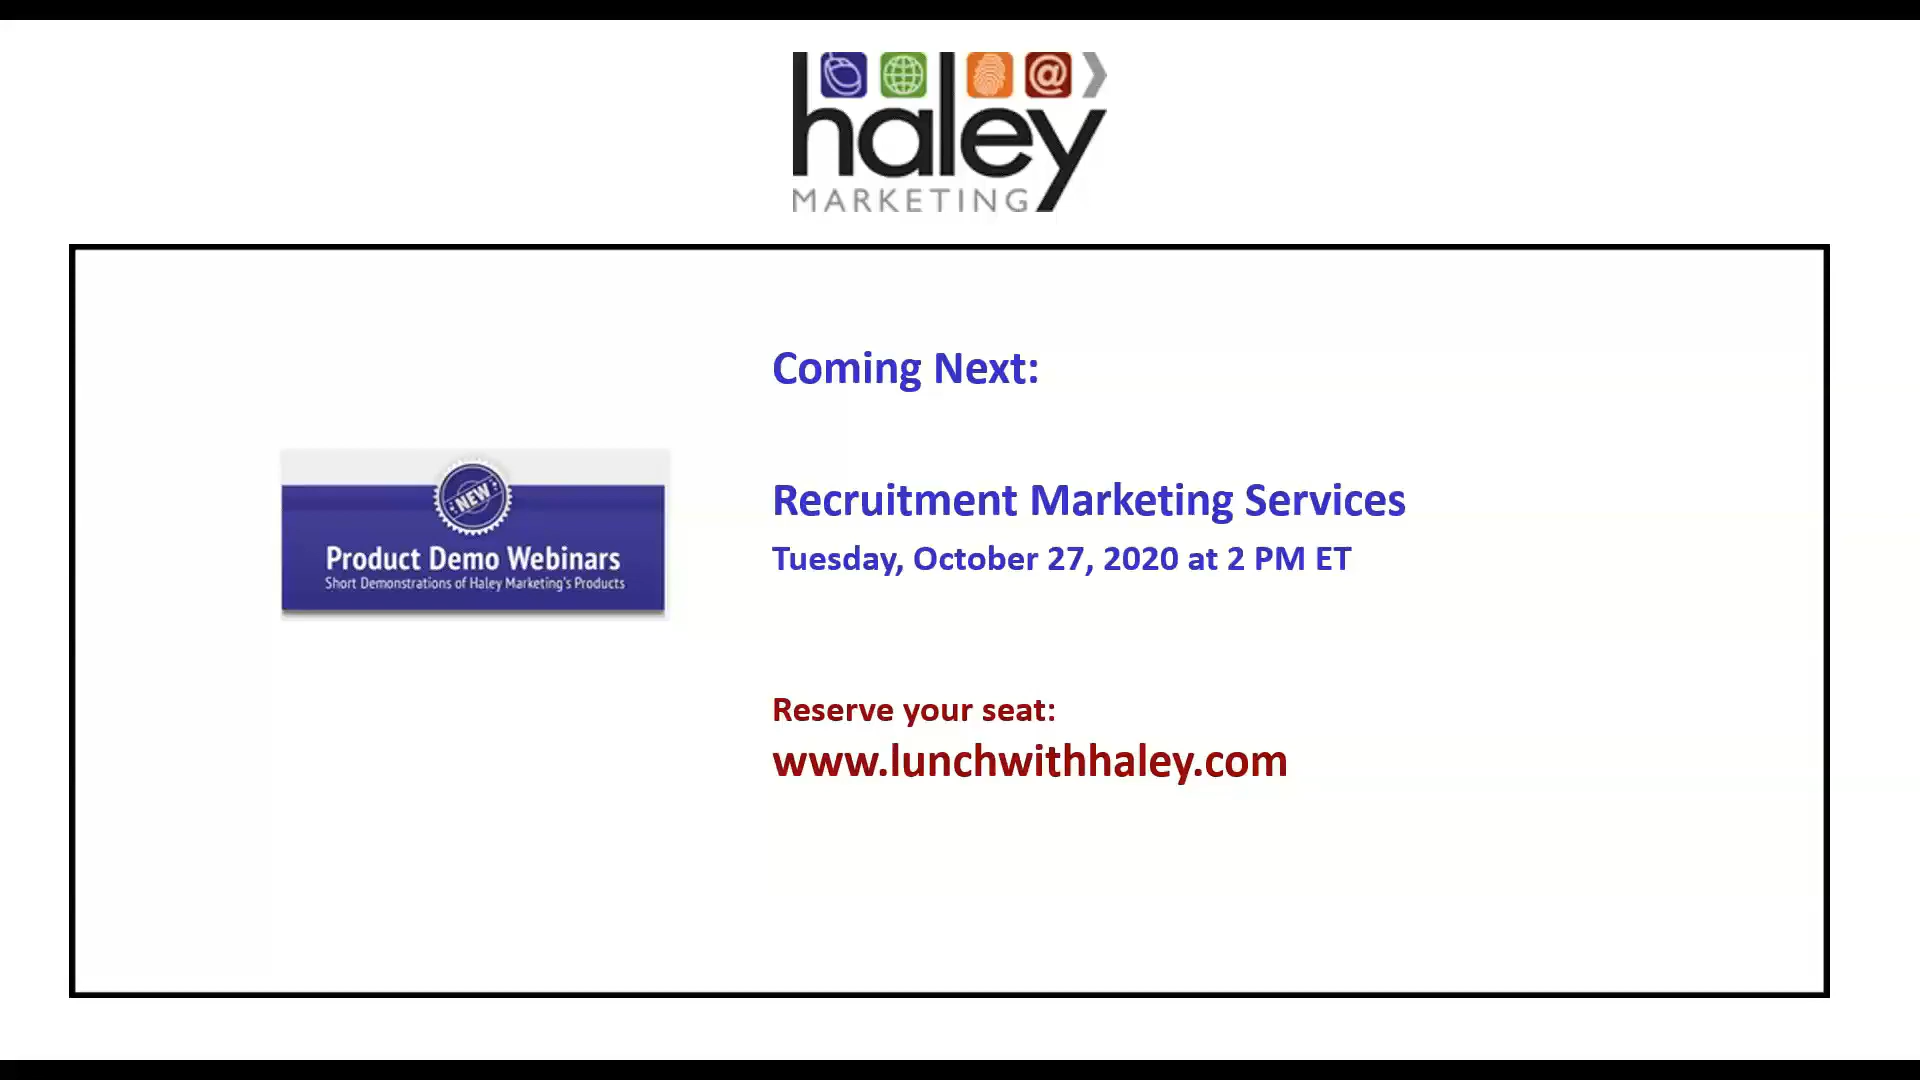 haley
MARKETING
Coming Next:
NEW
Product Demo Webinars
Short Demonstrations of Haley Marketing's Products
Recruitment Marketing Services
Tuesday, October 27, 2020 at 2 PM ET
Reserve your seat:
www.lunchwithhaley.com